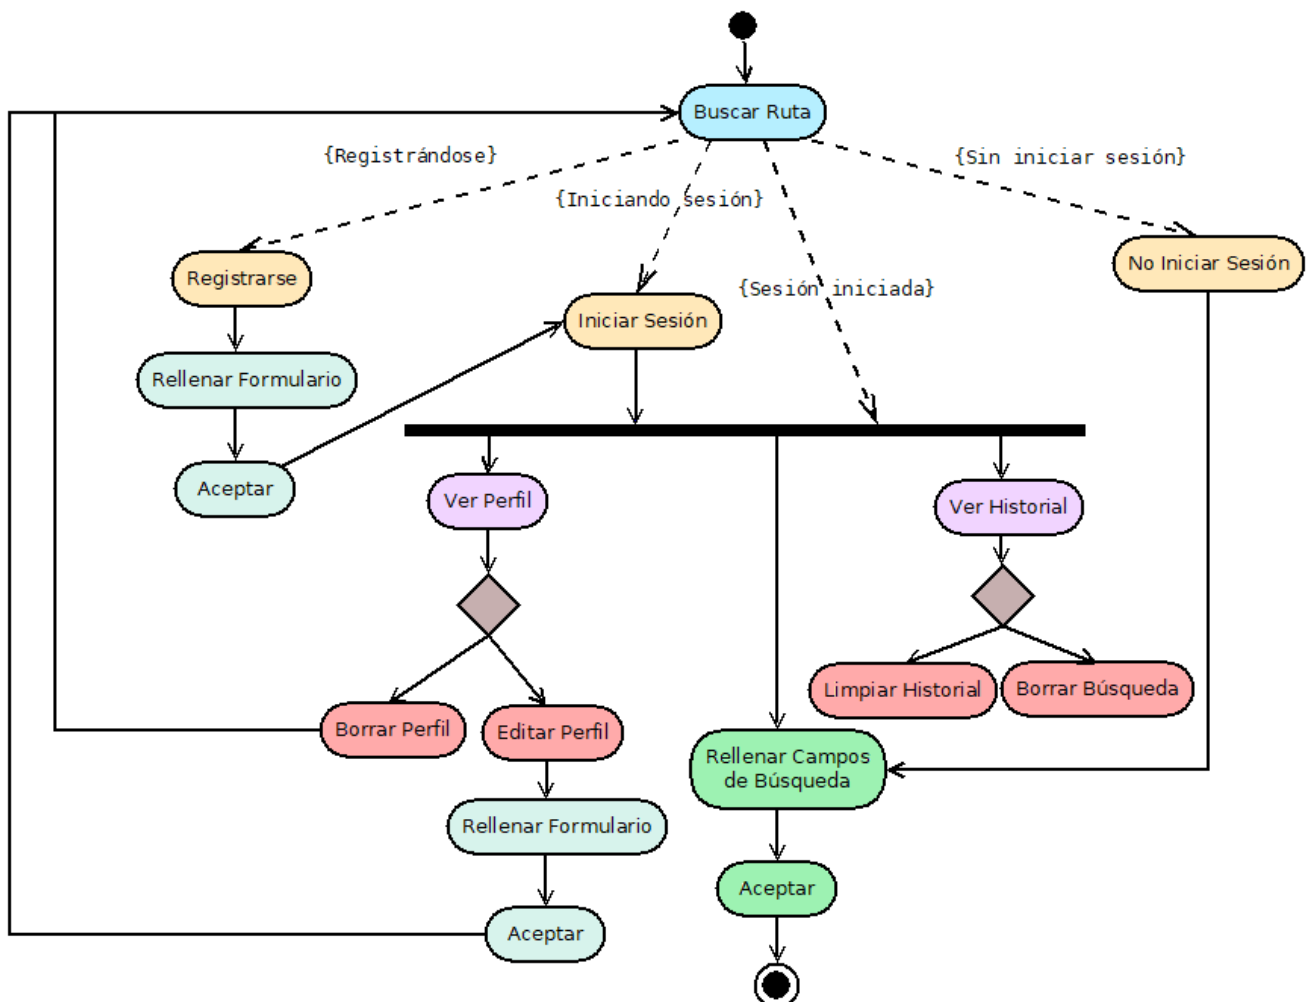 Buscar Ruta
{Registrándose}
{Sin iniciar sesión}
{Iniciando sesión}
No Iniciar Sesión
Registrarse
{Sesión iniciada}
Iniciar Sesión
Rellenar Formulario
Aceptar
Ver Perfil
Ver Historial
Limpiar Historial
Borrar Búsqueda
Borrar Perfil
Editar Perfil
Rellenar Campos
de Búsqueda
Rellenar Formulario
Aceptar
Aceptar